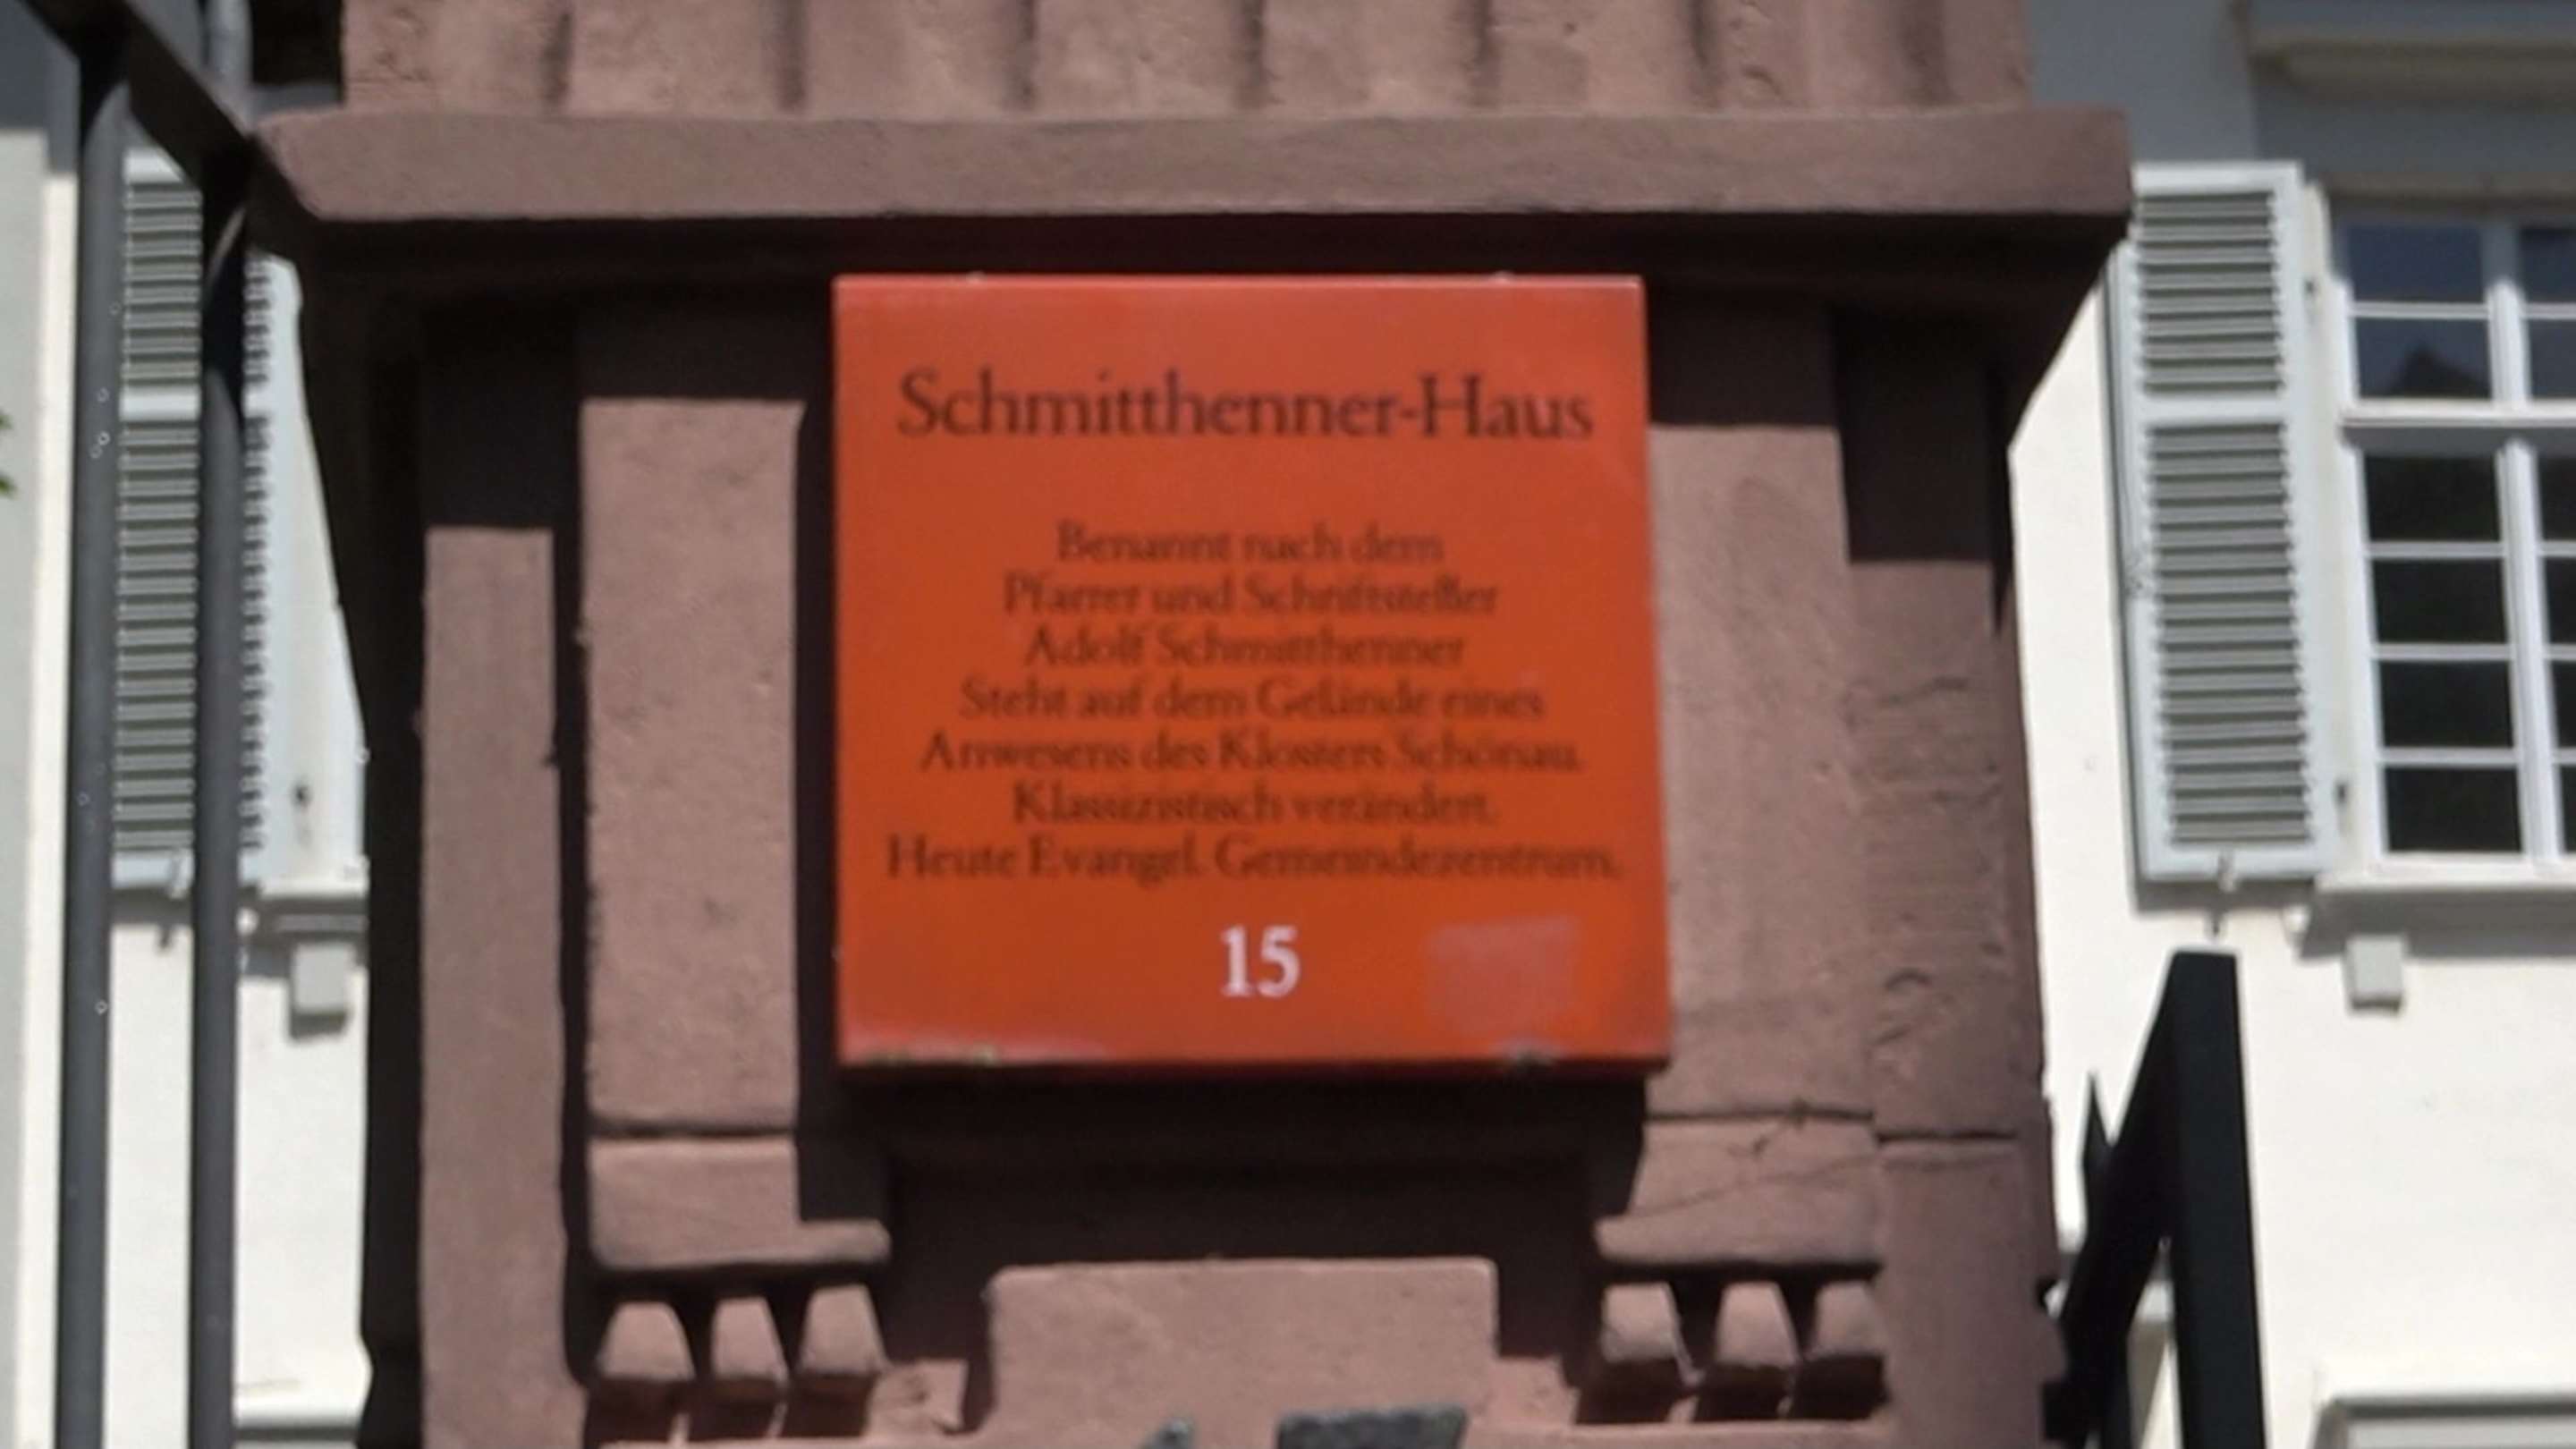 Schmitthenner-Haus
Benannt nach dem
Pfarrer und Schriftsteller
Adolf Schmitthenner
Steht auf dem Gelände eines
Anwesens des Klosters Schönau.
Klassizistisch verändert.
Heute Evangel. Gemeindezentrum.
15